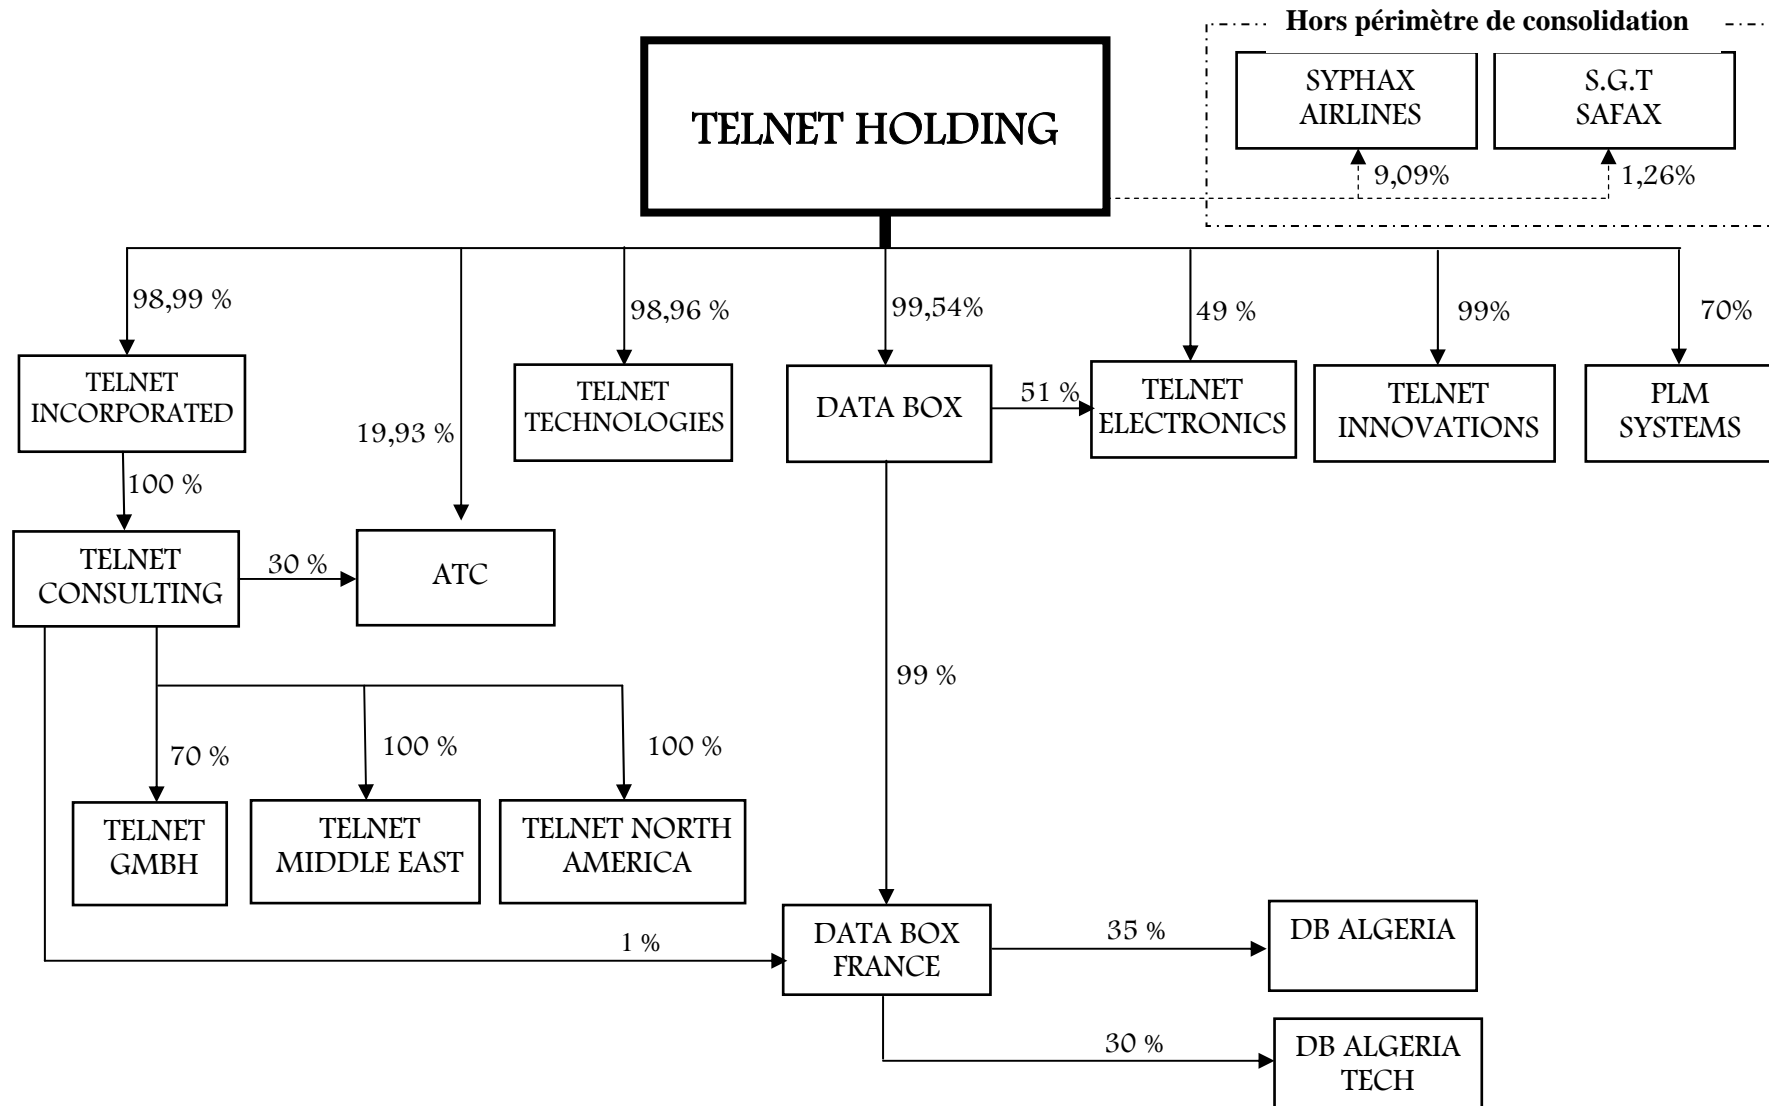 Hors périmètre de consolidation
TELNET HOLDING
SYPHAX
AIRLINES
S.G.T
SAFAX
9,09%
1,26%
98,99 %
19,93 %
98,96 %
99,54%
49 %
99%
70%
TELNET
INCORPORATED
TELNET
TECHNOLOGIES
DATA BOX
51 %
TELNET
ELECTRONICS
TELNET
INNOVATIONS
PLM
SYSTEMS
100 %
TELNET
CONSULTING
30 %
ATC
99 %
70 %
100 %
100 %
TELNET
GMBH
TELNET
MIDDLE EAST
TELNET NORTH
AMERICA
1 %
DATA BOX
FRANCE
35 %
DB ALGERIA
30 %
DB ALGERIA
TECH